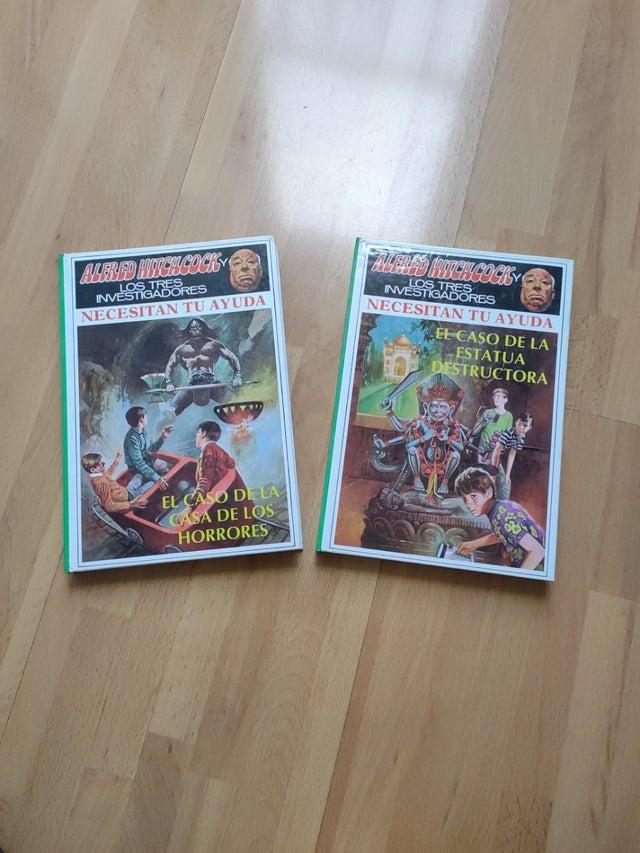 ALFRED HITCHCOCK Y
LOS TRES
INVESTIGADORES
NECESITAN TU AYUDA
EL CASO DE LA
CASA DE LOS
HORRORES
ALFRED HITCHCOCK Y
LOS TRES
INVESTIGADORES
NECESITAN TU AYUDA
EL CASO DE LA
ESTATUA
DESTRUCTORA